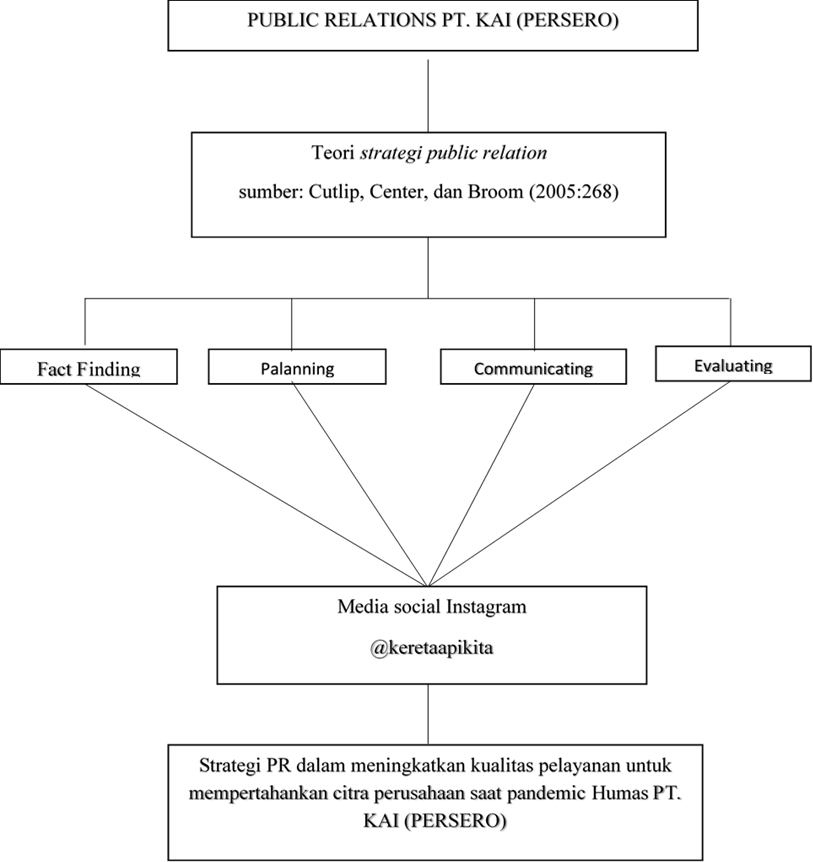 PUBLIC RELATIONS PT. KAI (PERSERO)
Teori strategi public relation
sumber: Cutlip, Center, dan Broom (2005:268)
Fact Finding
Palanning
Communicating
Evaluating
Media social Instagram
@keretaapikita
Strategi PR dalam meningkatkan kualitas pelayanan untuk
mempertahankan citra perusahaan saat pandemic Humas PT.
KAI (PERSERO)